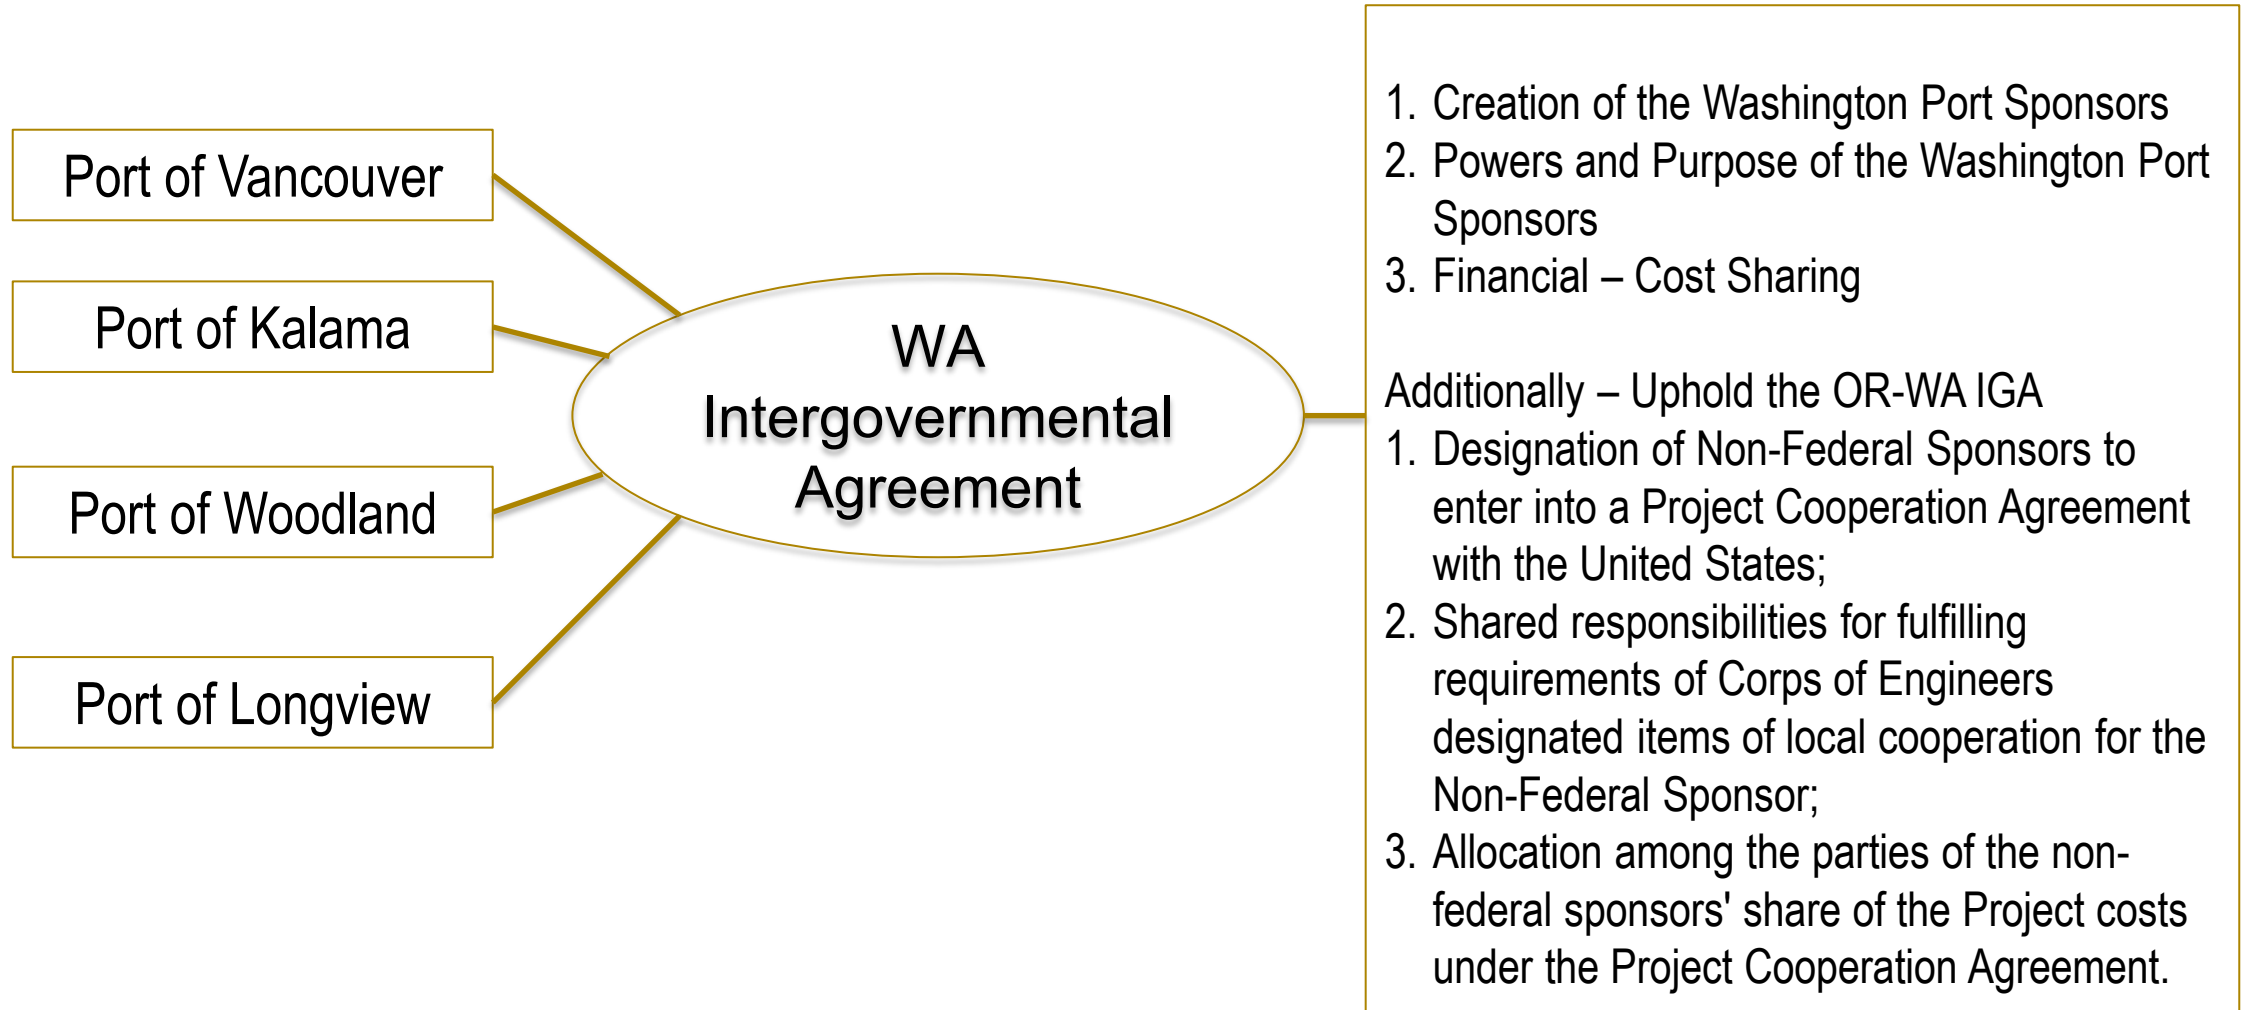 Port of Vancouver
Port of Kalama
Port of Woodland
Port of Longview
WA
Intergovernmental
Agreement
1. Creation of the Washington Port Sponsors
2. Powers and Purpose of the Washington Port
Sponsors
3. Financial – Cost Sharing
Additionally – Uphold the OR-WA IGA
1. Designation of Non-Federal Sponsors to
enter into a Project Cooperation Agreement
with the United States;
2. Shared responsibilities for fulfilling
requirements of Corps of Engineers
designated items of local cooperation for the
Non-Federal Sponsor;
3. Allocation among the parties of the non-
federal sponsors' share of the Project costs
under the Project Cooperation Agreement.